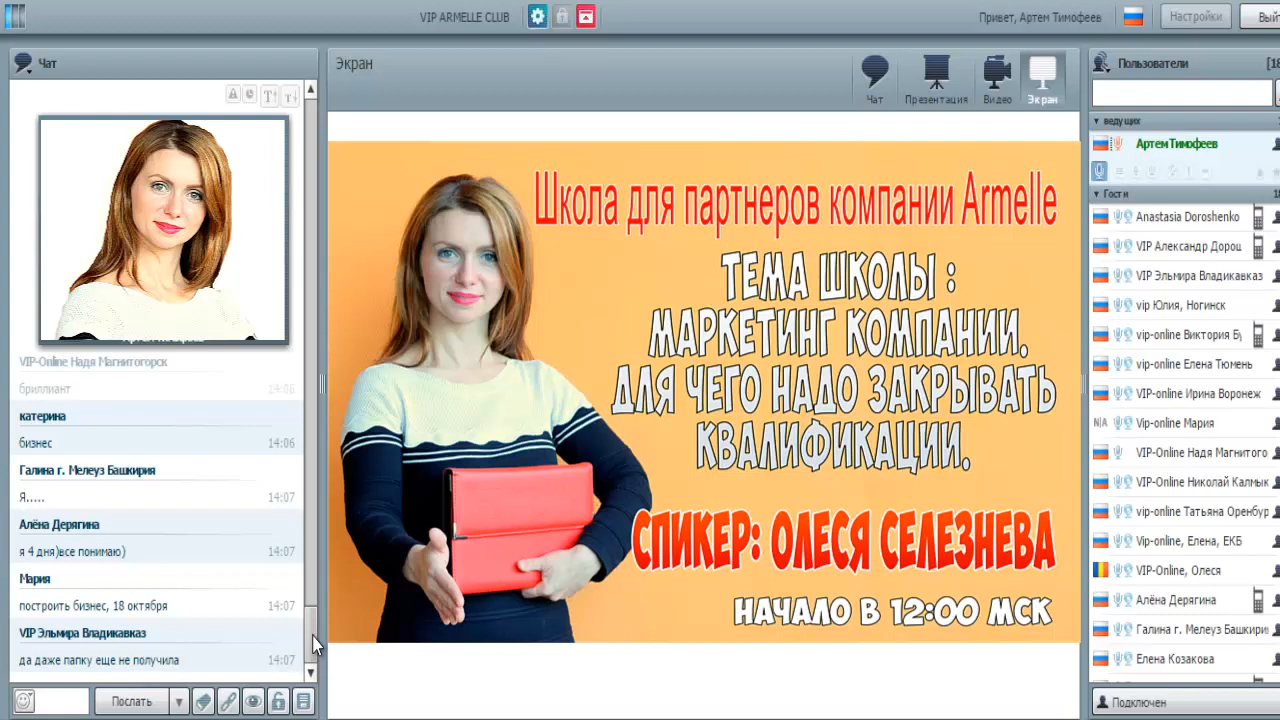 VIP ARMELLE CLUB
Привет, Артем Тимофеев
Настройки
Чат
VIP-Online Надя Магнитогорск
бриллиант 14:06
катерина
бизнес 14:06
Галина г. Мелеуз Башкирия
Я..... 14:07
Алёна Дерягина
я 4 дня)все понимаю) 14:07
Мария
построить бизнес, 18 октября 14:07
VIP Эльмира Владикавказ
да даже папку еще не получила 14:07
Послать
Экран
Чат
Презентация
Видео
Экран
Школа для партнеров компании Armelle
ТЕМА ШКОЛЫ :
МАРКЕТИНГ КОМПАНИИ.
ДЛЯ ЧЕГО НАДО ЗАКРЫВАТЬ
КВАЛИФИКАЦИИ.
СПИКЕР: ОЛЕСЯ СЕЛЕЗНЕВА
НАЧАЛО В 12:00 МСК
Пользователи
ведущих
Артем Тимофеев
Гости
Anastasia Doroshenko
VIP Александр Дорош
VIP Эльмира Владикавказ
vip Юлия, Ногинск
vip-online Виктория Бу
vip-online Елена Тюмень
VIP-online Ирина Воронеж
N/A Vip-online Мария
VIP-Online Надя Магнитого
VIP-Online Николай Калмык
vip-online Татьяна Оренбур
Vip-online, Елена, ЕКБ
VIP-Online, Олеся
Алёна Дерягина
Галина г. Мелеуз Башкири
Елена Козакова
Подключен